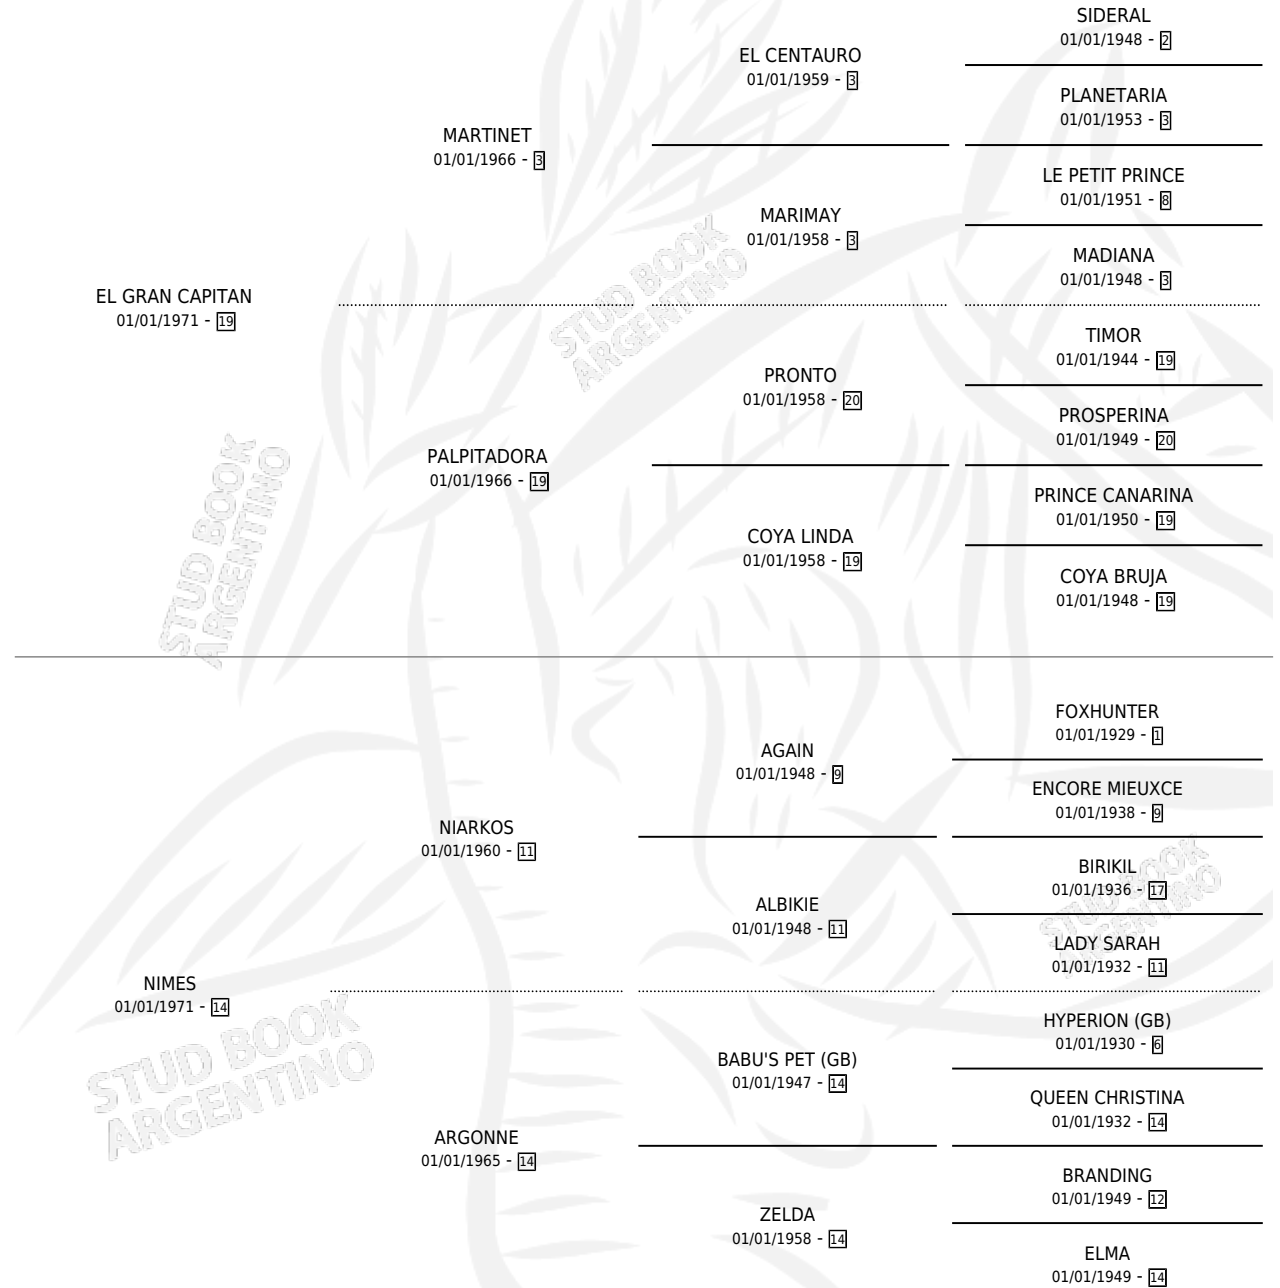 SIDERAL
01/01/1948 - 2
EL CENTAURO
01/01/1959 - 3
PLANETARIA
01/01/1953 - 3
MARTINET
01/01/1966 - 3
LE PETIT PRINCE
01/01/1951 - 8
MARIMAY
01/01/1958 - 3
MADIANA
01/01/1948 - 3
EL GRAN CAPITAN
01/01/1971 - 19
STUD BOOK
ARGENTINO
TIMOR
01/01/1944 - 19
PRONTO
01/01/1958 - 20
PROSPERINA
01/01/1949 - 20
PALPITADORA
01/01/1966 - 19
PRINCE CANARINA
01/01/1950 - 19
COYA LINDA
01/01/1958 - 19
COYA BRUJA
01/01/1948 - 19
STUD BOOK
ARGENTINO
FOXHUNTER
01/01/1929 - 1
AGAIN
01/01/1948 - 9
ENCORE MIEUXCE
01/01/1938 - 9
NIARKOS
01/01/1960 - 11
BIRIKIL
01/01/1936 - 17
ALBIKIE
01/01/1948 - 11
STUD BOOK
ARGENTINO
LADY SARAH
01/01/1932 - 11
NIMES
01/01/1971 - 14
STUD BOOK
ARGENTINO
HYPERION (GB)
01/01/1930 - 6
BABU'S PET (GB)
01/01/1947 - 14
QUEEN CHRISTINA
01/01/1932 - 14
ARGONNE
01/01/1965 - 14
BRANDING
01/01/1949 - 12
ZELDA
01/01/1958 - 14
ELMA
01/01/1949 - 14